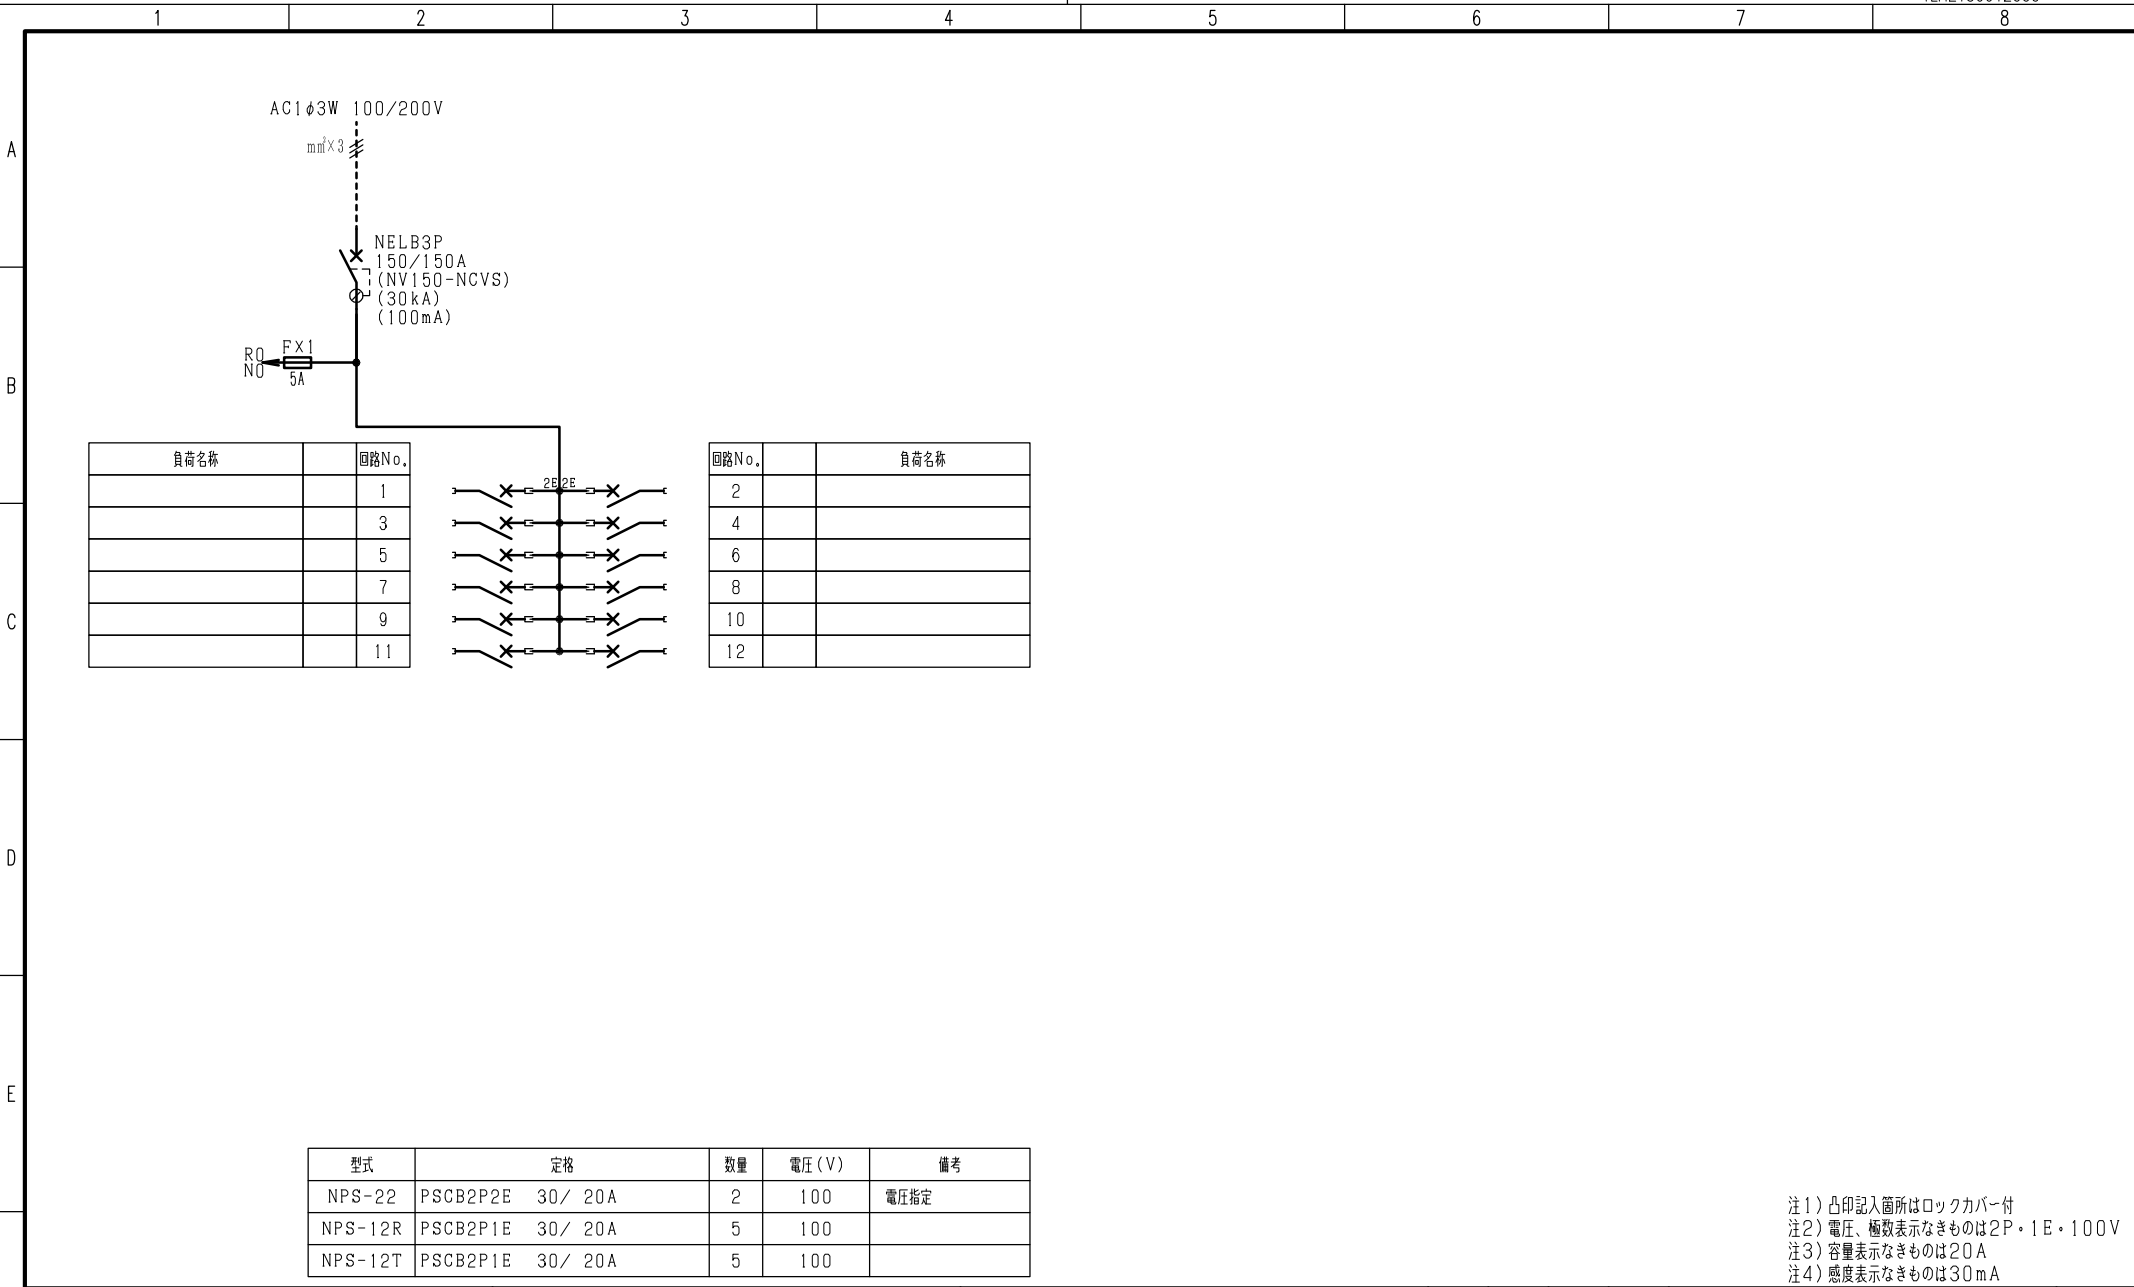 1 2 3 4 5 6 7 8
AC1φ3W 100/200V
A
mm²×3
NELB3P
150/150A
(NV150-NCVS)
(30kA)
(100mA)
R0
N0
F×1
5A
B
負荷名称 回路No. 回路No. 負荷名称
2E 2E
1 2
3 4
5 6
7 8
C
9 10
11 12
D
E
型式 定格 数量 電圧(V) 備考
NPS-22 PSCB2P2E 30/ 20A 2 100 電圧指定
NPS-12R PSCB2P1E 30/ 20A 5 100
NPS-12T PSCB2P1E 30/ 20A 5 100
注1)凸印記入箇所はロックカバー付
注2)電圧、極数表示なきものは2P・1E・100V
注3)容量表示なきものは20A
注4)感度表示なきものは30mA